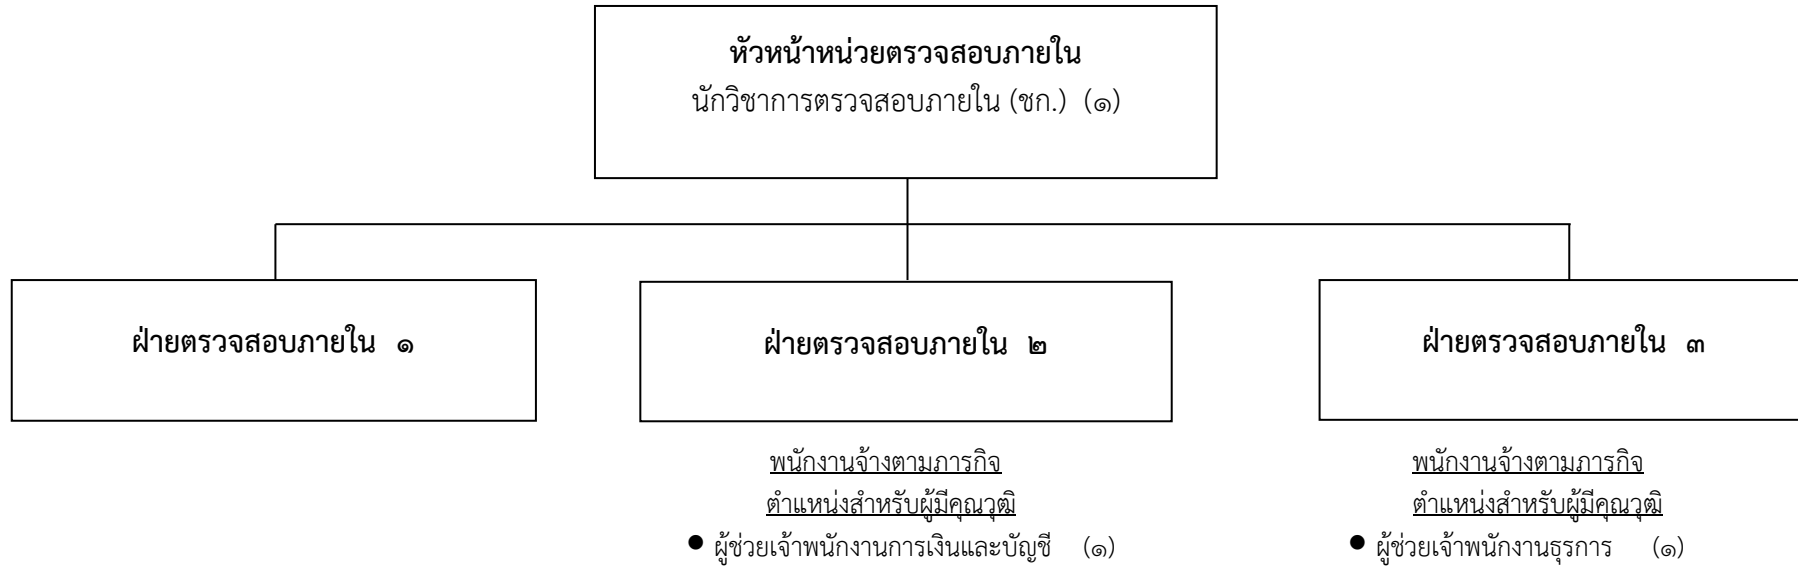 หัวหน้าหน่วยตรวจสอบภายใน
นักวิชาการตรวจสอบภายใน (ชก.) (๑)
ฝ่ายตรวจสอบภายใน ๑
ฝ่ายตรวจสอบภายใน ๒
ฝ่ายตรวจสอบภายใน ๓
พนักงานจ้างตามภารกิจ
ตำแหน่งสำหรับผู้มีคุณวุฒิ
● ผู้ช่วยเจ้าพนักงานการเงินและบัญชี (๑)
พนักงานจ้างตามภารกิจ
ตำแหน่งสำหรับผู้มีคุณวุฒิ
● ผู้ช่วยเจ้าพนักงานธุรการ (๑)